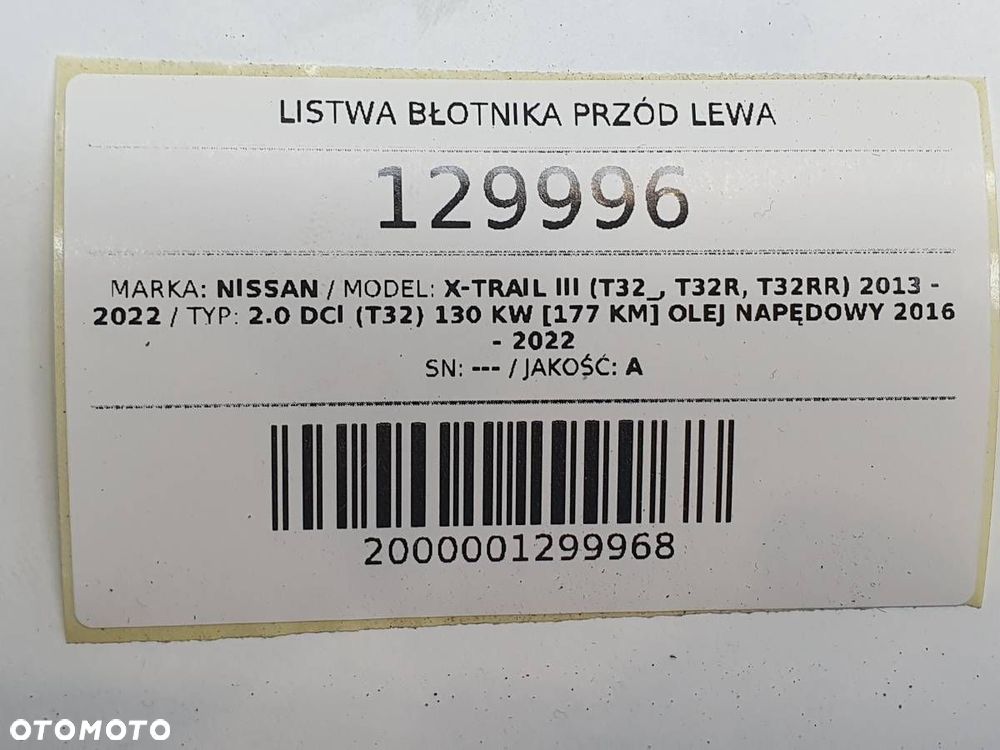 LISTWA BŁOTNIKA PRZÓD LEWA
129996
MARKA: NISSAN / MODEL: X-TRAIL III (T32_, T32R, T32RR) 2013 -
2022 / TYP: 2.0 DCI (T32) 130 KW [177 KM] OLEJ NAPĘDOWY 2016
- 2022
SN: --- / JAKOŚĆ: A
2000001299968
OTOMOTO